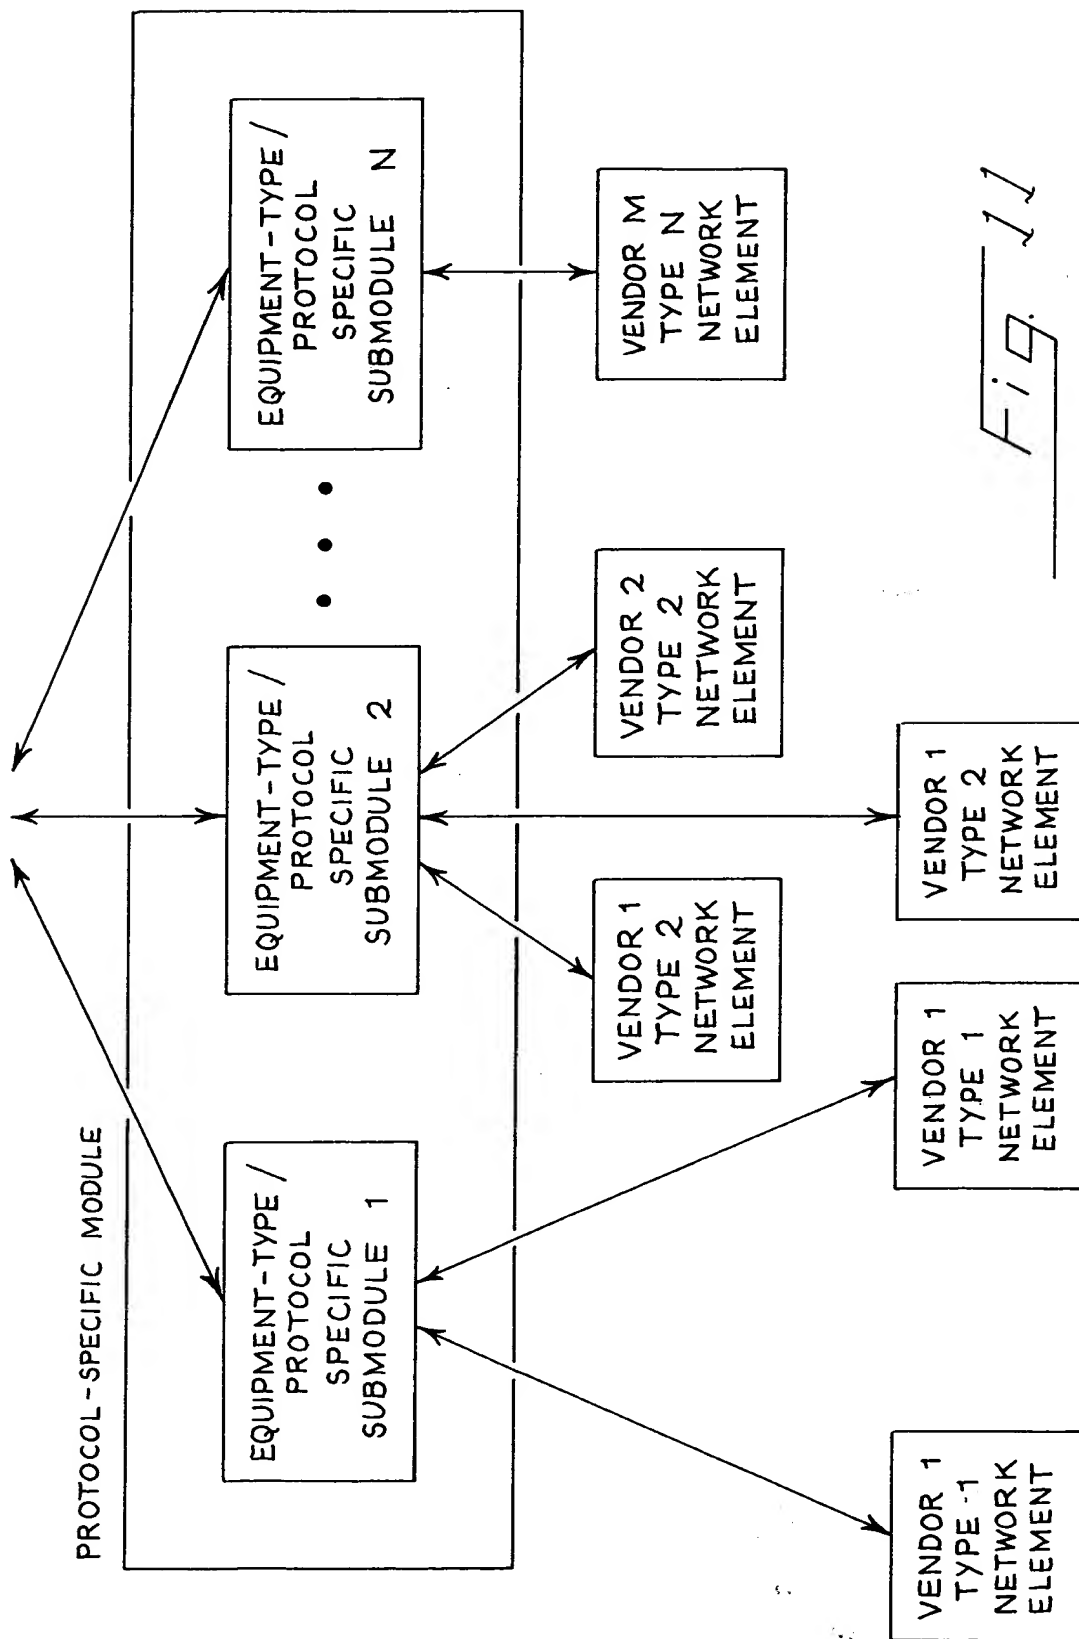 PROTOCOL-SPECIFIC MODULE
EQUIPMENT-TYPE/
PROTOCOL
SPECIFIC
SUBMODULE 1
EQUIPMENT-TYPE/
PROTOCOL
SPECIFIC
SUBMODULE 2
EQUIPMENT-TYPE/
PROTOCOL
SPECIFIC
SUBMODULE N
VENDOR 1
TYPE 2
NETWORK
ELEMENT
VENDOR 2
TYPE 2
NETWORK
ELEMENT
VENDOR M
TYPE N
NETWORK
ELEMENT
VENDOR 1
TYPE-1
NETWORK
ELEMENT
VENDOR 1
TYPE 1
NETWORK
ELEMENT
VENDOR 1
TYPE 2
NETWORK
ELEMENT
Fig. 11